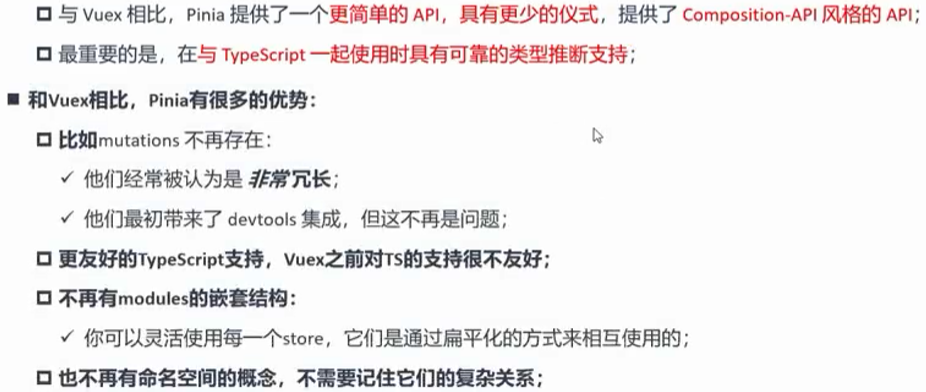 与 Vuex 相比，Pinia 提供了一个更简单的 API，具有更少的仪式，提供了 Composition-API 风格的 API；
最重要的是，在与 TypeScript 一起使用时具有可靠的类型推断支持；
和Vuex相比，Pinia有很多的优势：
比如mutations 不再存在：
他们经常被认为是 非常冗长；
他们最初带来了 devtools 集成，但这不再是问题；
更友好的TypeScript支持，Vuex之前对TS的支持很不友好；
不再有modules的嵌套结构：
你可以灵活使用每一个store，它们是通过扁平化的方式来相互使用的；
也不再有命名空间的概念，不需要记住它们的复杂关系；